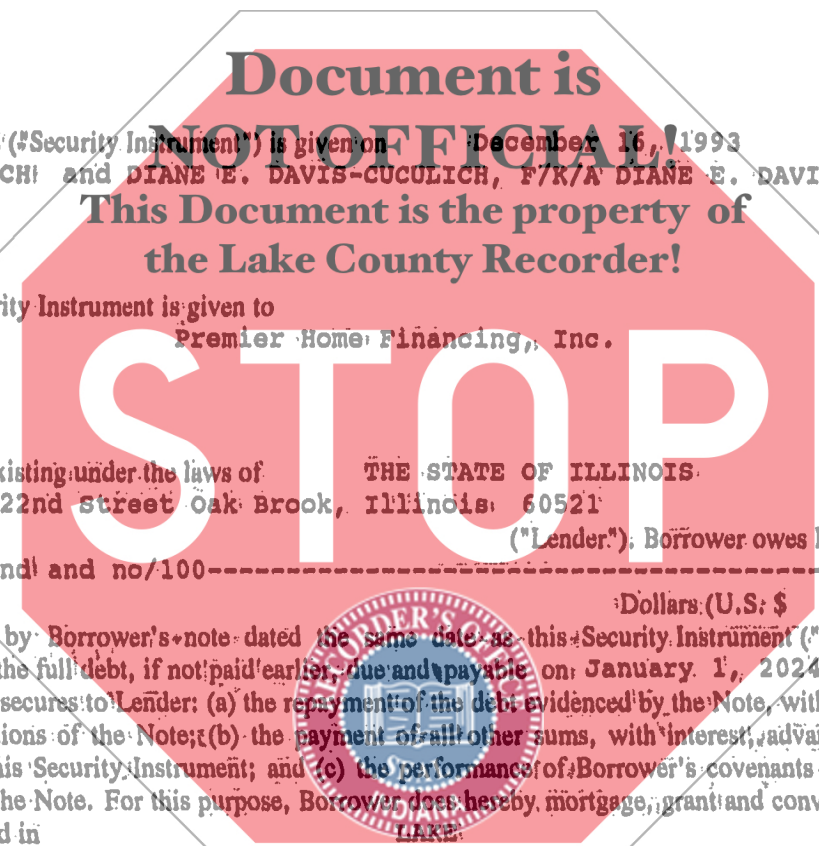 Document is
("Security Instrument") is given on December 16, 1993
NOT OFFICIAL!
and DIANE E. DAVIS-CUCULICH, F/K/A DIANE E. DAVI
This Document is the property of
the Lake County Recorder!
ity Instrument is given to
Premier Home Financing, Inc.
STOP
xisting under the laws of THE STATE OF ILLINOIS
22nd Street Oak Brook, Illinois 60521
("Lender"). Borrower owes
nd and no/100
Dollars (U.S. $
by Borrower's note dated the same date as this Security Instrument ("
the full debt, if not paid earlier, due and payable on January 1, 2024
secures to Lender: (a) the repayment of the debt evidenced by the Note, with
ions of the Note; (b) the payment of all other sums, with interest, advan
is Security Instrument; and (c) the performance of Borrower's covenants
he Note. For this purpose, Borrower does hereby mortgage, grant and conv
d in LAKE
RECORDER'S OFFICE
INDIANA